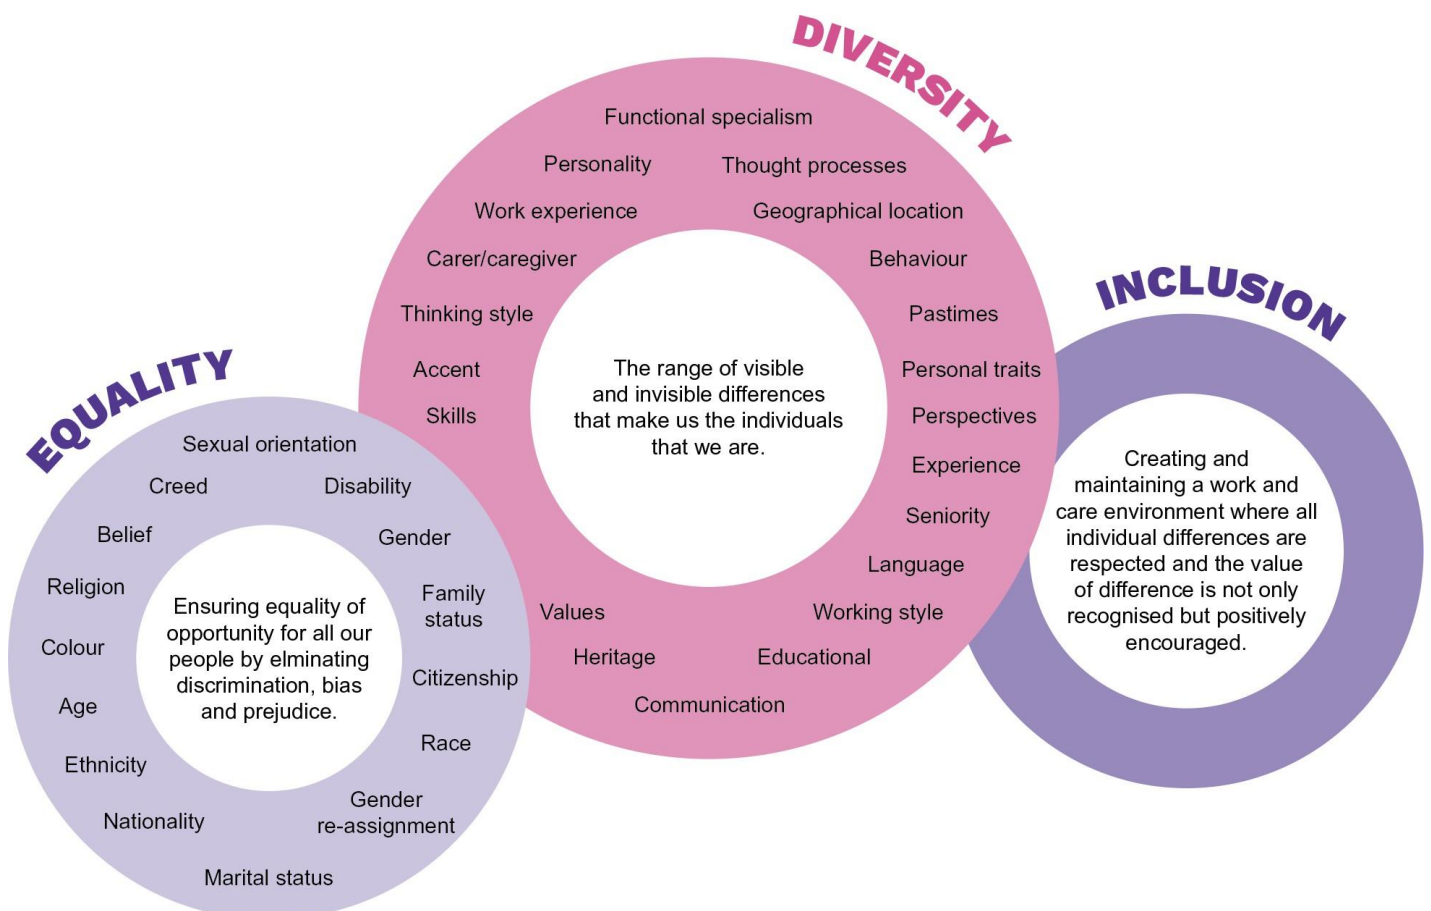 EQUALITY
Sexual orientation
Creed
Disability
Belief
Gender
Religion
Family
status
Colour
Citizenship
Age
Race
Ethnicity
Gender
re-assignment
Nationality
Marital status
Ensuring equality of
opportunity for all our
people by elminating
discrimination, bias
and prejudice.
DIVERSITY
Functional specialism
Personality
Thought processes
Work experience
Geographical location
Carer/caregiver
Behaviour
Thinking style
Pastimes
Accent
Personal traits
Skills
Perspectives
Experience
Seniority
Language
Values
Working style
Heritage
Educational
Communication
The range of visible
and invisible differences
that make us the individuals
that we are.
INCLUSION
Creating and
maintaining a work and
care environment where all
individual differences are
respected and the value
of difference is not only
recognised but positively
encouraged.